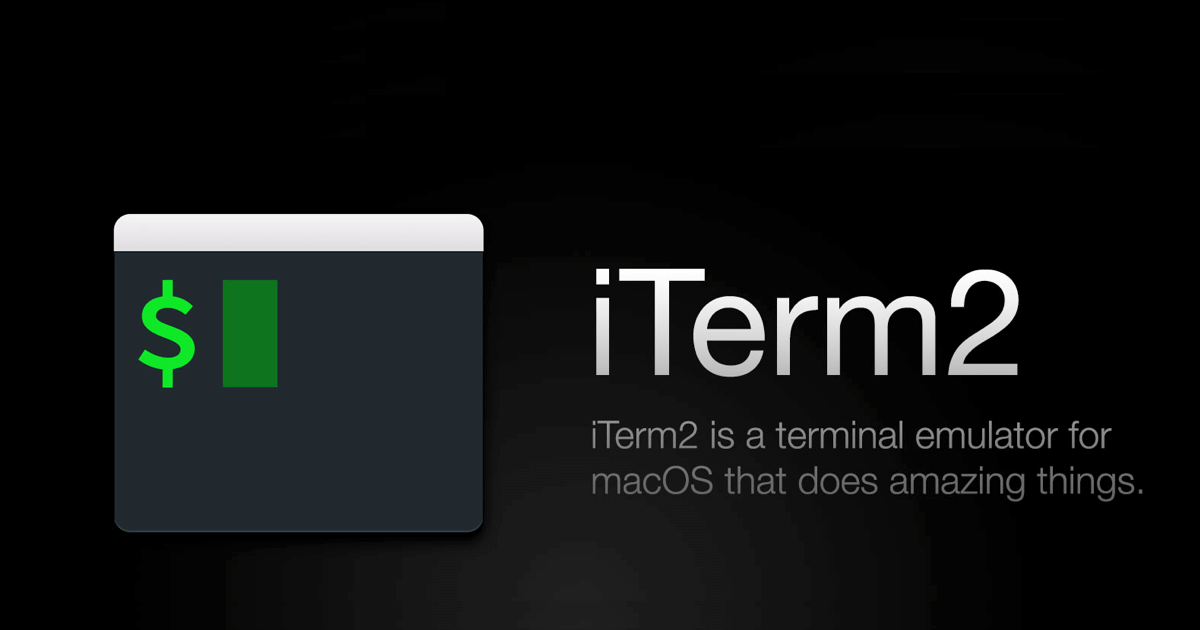 $
iTerm2
iTerm2 is a terminal emulator for
macOS that does amazing things.